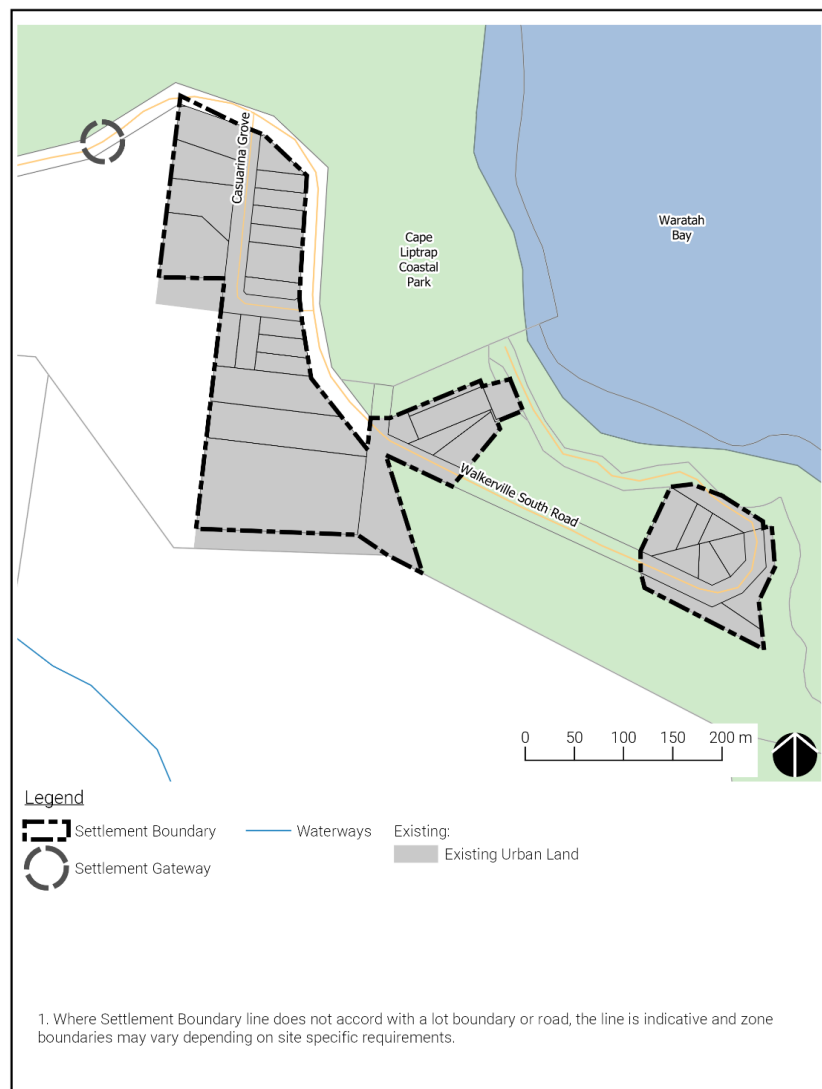 Casuarina Grove
Waratah
Bay
Cape
Liptrap
Coastal
Park
Walkerville South Road
0 50 100 150 200 m
Legend
Settlement Boundary
Waterways
Existing:
Settlement Gateway
Existing Urban Land
1. Where Settlement Boundary line does not accord with a lot boundary or road, the line is indicative and zone
boundaries may vary depending on site specific requirements.